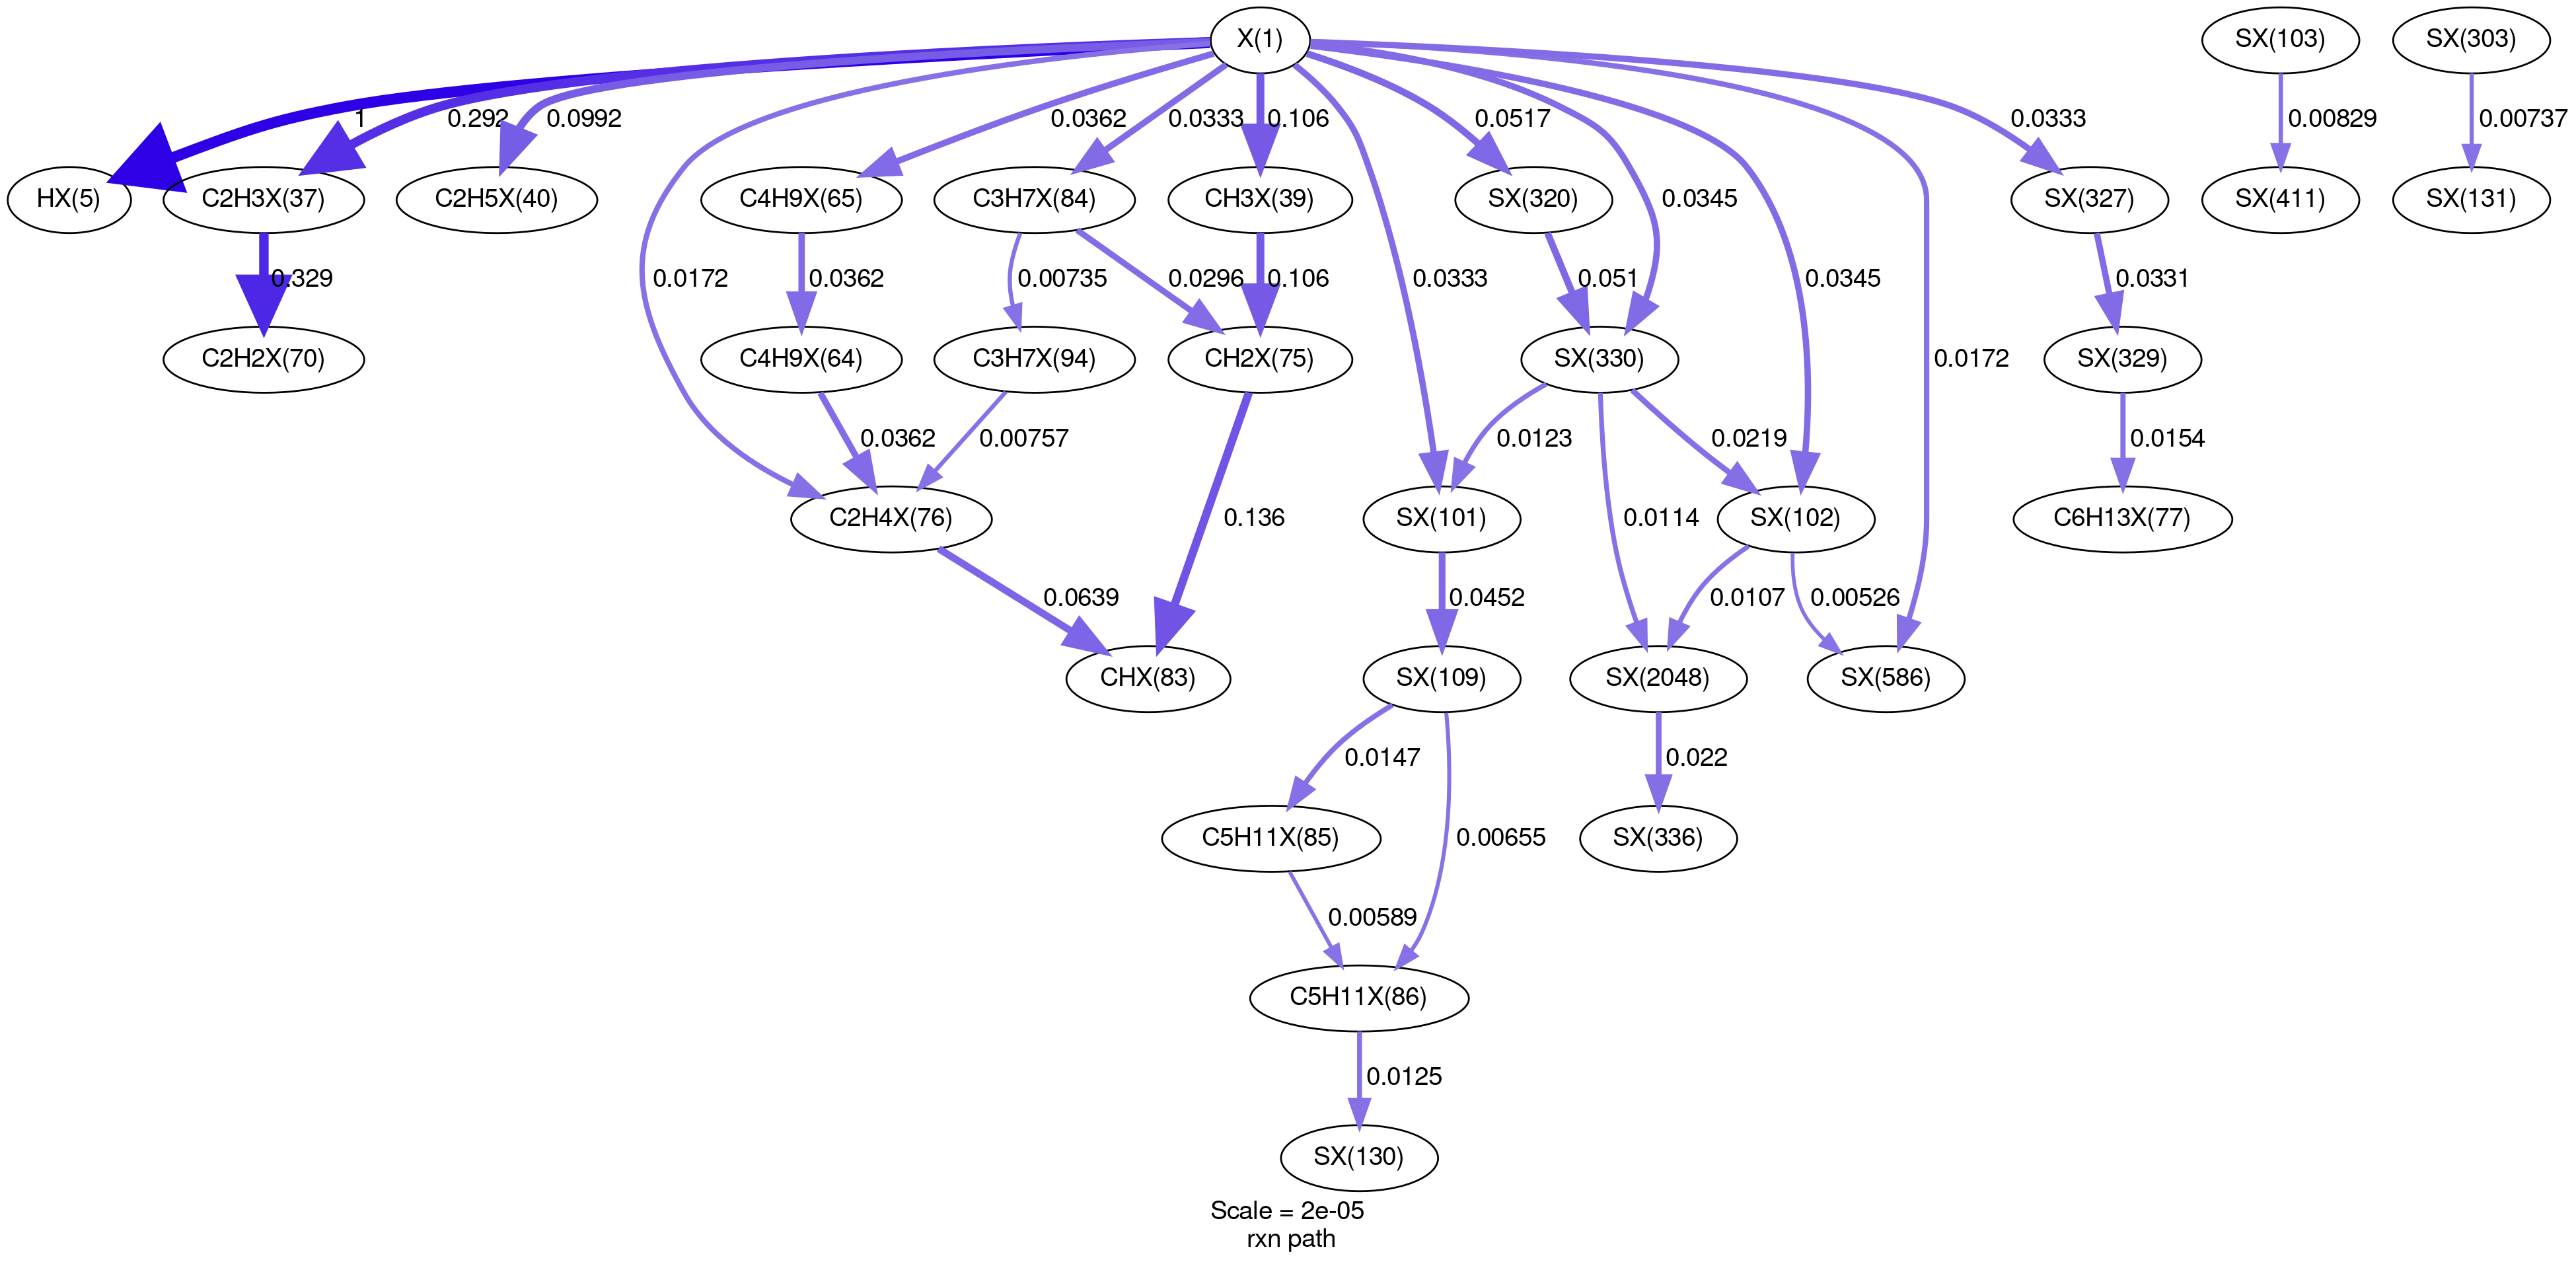 X(1)
SX(103)
SX(303)
1
0.292
0.0992
0.0362
0.0333
0.106
0.0517
0.0333
0.00829
0.00737
HX(5)
C2H3X(37)
C2H5X(40)
C4H9X(65)
C3H7X(84)
CH3X(39)
SX(320)
0.0345
SX(327)
SX(411)
SX(131)
0.329
0.0172
0.0362
0.00735
0.0296
0.106
0.0333
0.051
0.0345
0.0331
C2H2X(70)
C4H9X(64)
C3H7X(94)
CH2X(75)
SX(330)
0.0172
SX(329)
0.0362
0.00757
0.0123
0.0219
0.0154
C2H4X(76)
0.136
SX(101)
0.0114
SX(102)
C6H13X(77)
0.0639
0.0452
0.0107
0.00526
CHX(83)
SX(109)
SX(2048)
SX(586)
0.0147
0.022
C5H11X(85)
0.00655
SX(336)
0.00589
C5H11X(86)
0.0125
SX(130)
Scale = 2e-05
rxn path